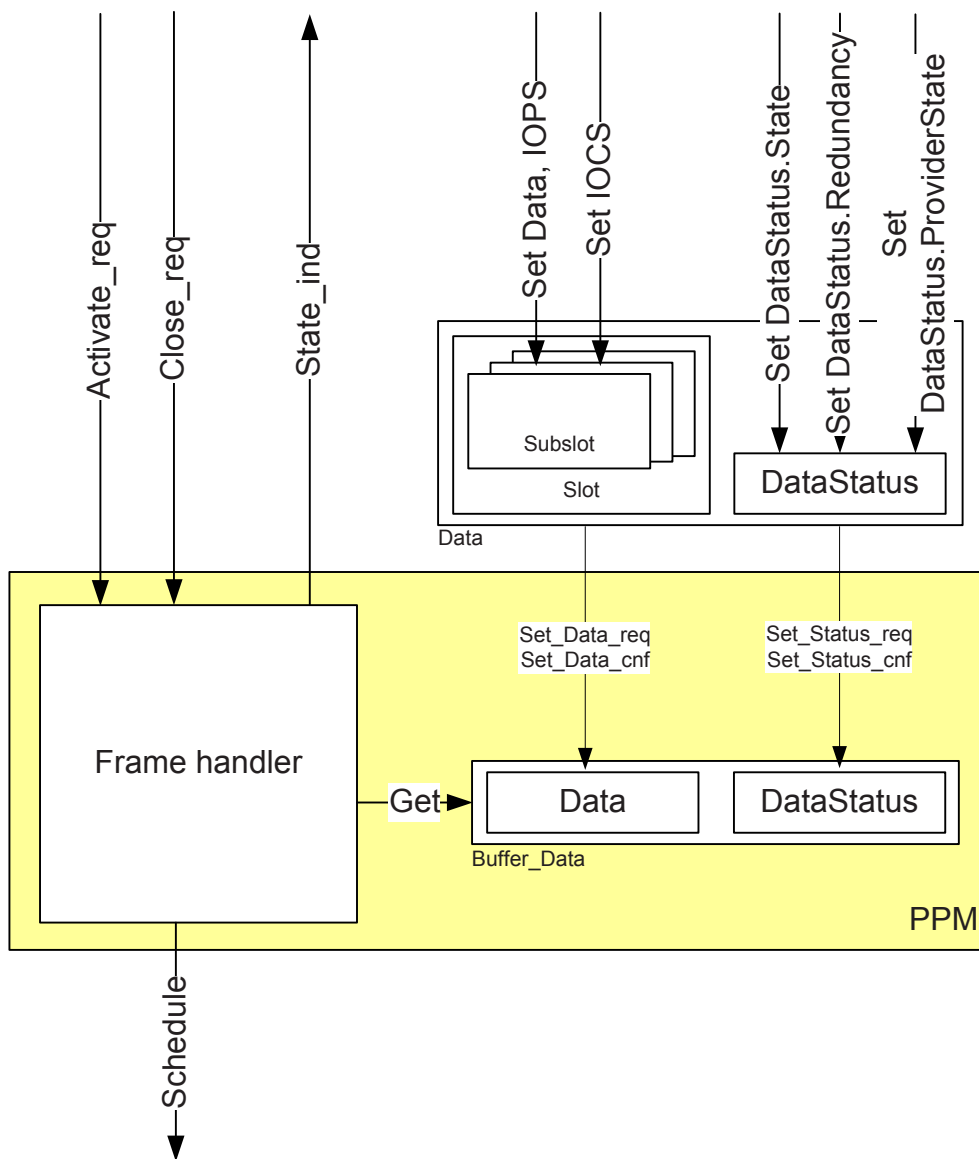 Activate_req
Close_req
State_ind
Set Data, IOPS
Set IOCS
Set DataStatus.State
Set DataStatus.Redundancy
Set
DataStatus.ProviderState
Subslot
Slot
DataStatus
Data
Set_Data_req
Set_Data_cnf
Set_Status_req
Set_Status_cnf
Frame handler
Get
Data
DataStatus
Buffer_Data
PPM
Schedule